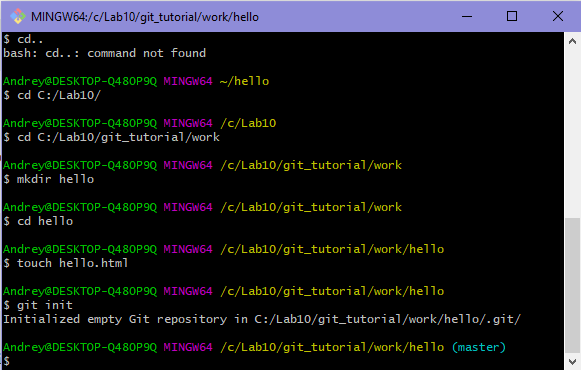 MINGW64:/c/Lab10/git_tutorial/work/hello
$ cd..
bash: cd..: command not found
Andrey@DESKTOP-Q480P9Q MINGW64 ~/hello
$ cd C:/Lab10/
Andrey@DESKTOP-Q480P9Q MINGW64 /c/Lab10
$ cd C:/Lab10/git_tutorial/work
Andrey@DESKTOP-Q480P9Q MINGW64 /c/Lab10/git_tutorial/work
$ mkdir hello
Andrey@DESKTOP-Q480P9Q MINGW64 /c/Lab10/git_tutorial/work
$ cd hello
Andrey@DESKTOP-Q480P9Q MINGW64 /c/Lab10/git_tutorial/work/hello
$ touch hello.html
Andrey@DESKTOP-Q480P9Q MINGW64 /c/Lab10/git_tutorial/work/hello
$ git init
Initialized empty Git repository in C:/Lab10/git_tutorial/work/hello/.git/
Andrey@DESKTOP-Q480P9Q MINGW64 /c/Lab10/git_tutorial/work/hello (master)
$